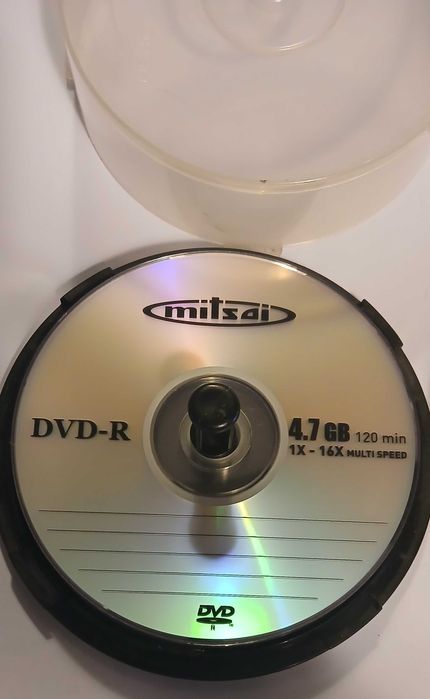 mitsai
DVD-R
4.7 GB 120 min
1X - 16X MULTI SPEED
DVD
N